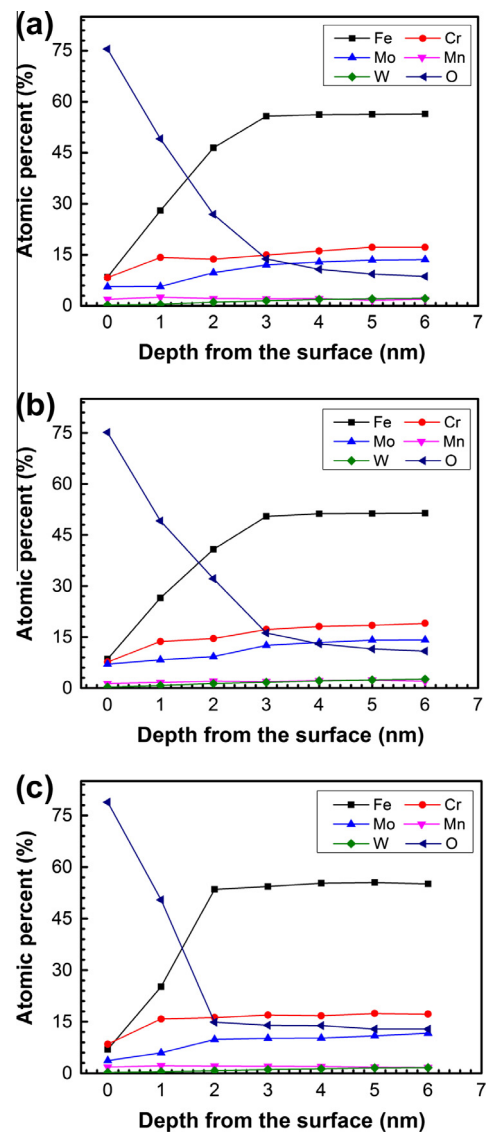 (a)
75
60
45
30
15
0
Atomic percent (%)
Fe Cr
Mo Mn
W O
0 1 2 3 4 5 6 7
Depth from the surface (nm)
(b)
75
60
45
30
15
0
Atomic percent (%)
Fe Cr
Mo Mn
W O
0 1 2 3 4 5 6 7
Depth from the surface (nm)
(c)
75
60
45
30
15
0
Atomic percent (%)
Fe Cr
Mo Mn
W O
0 1 2 3 4 5 6 7
Depth from the surface (nm)